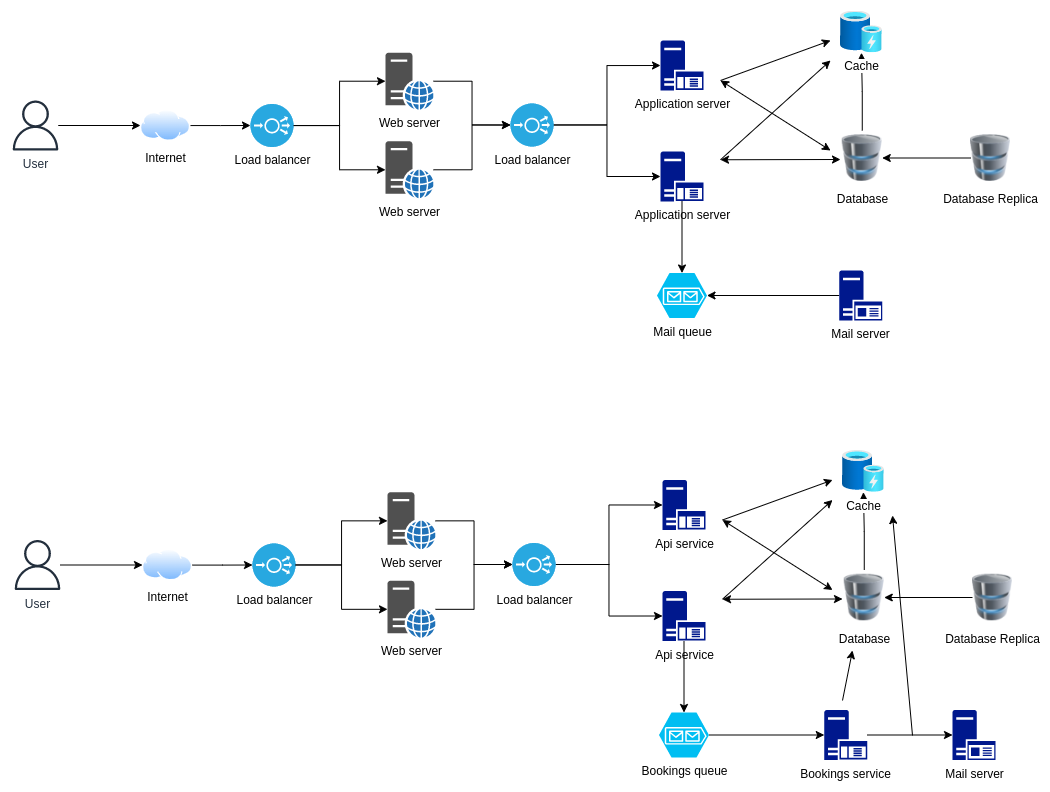 Cache
Web server
Application server
User
Internet
Load balancer
Load balancer
Web server
Application server
Database
Database Replica
Mail queue
Mail server
Cache
Api service
Web server
User
Internet
Load balancer
Load balancer
Web server
Api service
Database
Database Replica
Bookings queue
Bookings service
Mail server